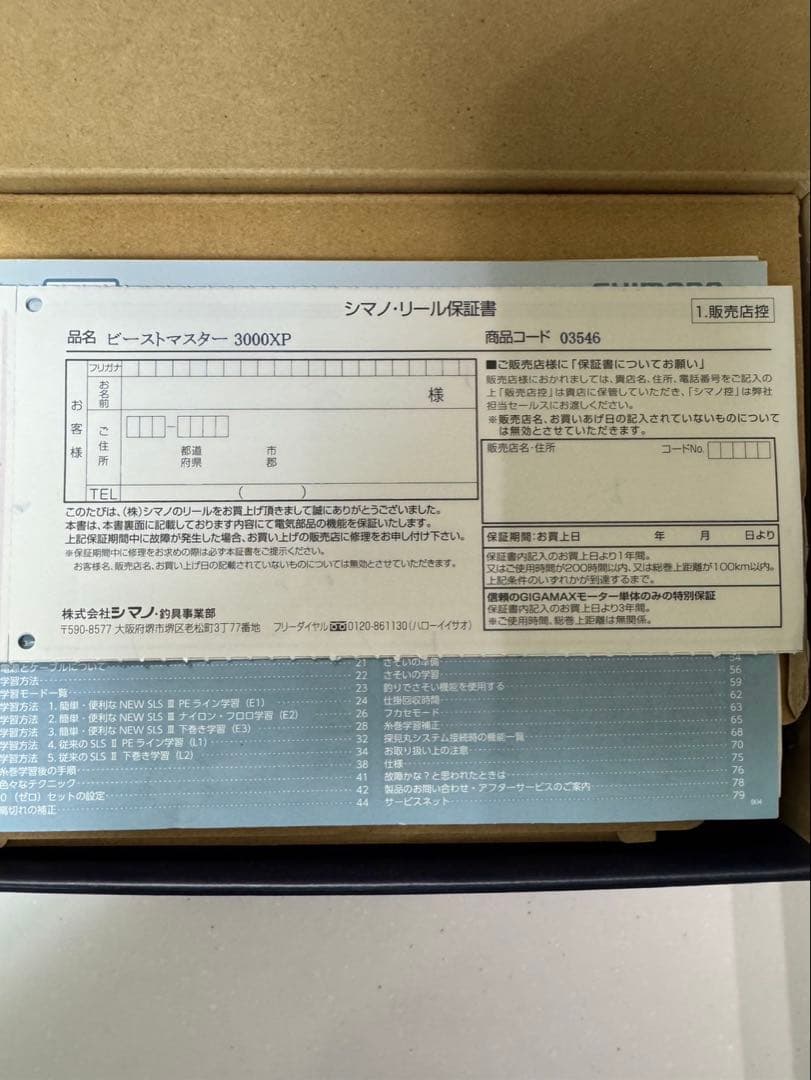 シマノ・リール保証書
1.販売店控
品名 ビーストマスター 3000XP
商品コード 03546
フリガナ
お名前
様
お客様
ご住所
都道府県
市郡
TEL ( )
このたびは、(株)シマノのリールをお買上げ頂きまして誠にありがとうございました。
本書は、本書裏面に記載しております内容にて電気部品の機能を保証いたします。
上記保証期間中に故障が発生した場合、お買い上げの販売店に修理をお申し付け下さい。
※保証期間中に修理をお求めの際は必ず本証書をご提示ください。
お客様名、販売店名、お買い上げ日の記載されていないものについては無効とさせていただきます。
株式会社シマノ・釣具事業部
〒590-8577 大阪府堺市堺区老松町3丁77番地 フリーダイヤル 0120-861130(ハローイイサオ)
■ご販売店様に「保証書についてお願い」
販売店様におかれましては、貴店名、住所、電話番号をご記入の
上「販売店控」は貴店に保管していただき、「シマノ控」は弊社
担当セールスにお渡しください。
※販売店名、お買いあげ日の記入されていないものについて
は無効とさせていただきます。
販売店名・住所
コードNo.
保証期間:お買上日 年 月 日より
保証書内記入のお買上日より1年間。
又はご使用時間が200時間以内、又は総巻上距離が100km以内。
上記条件のいずれかが到達するまで。
信頼のGIGAMAXモーター単体のみの特別保証
保証書内記入のお買上日より3年間。
※ご使用時間、総巻上距離は無関係。
SHIMANO
電源とケーブルについて 21
学習方法 22
学習モード一覧 23
学習方法 1. 簡単・便利な NEW SLS Ⅲ PEライン学習(E1) 24
学習方法 2. 簡単・便利な NEW SLS Ⅲ ナイロン・フロロ学習(E2) 26
学習方法 3. 簡単・便利な NEW SLS Ⅲ 下巻き学習(E3) 28
学習方法 4. 従来の SLS Ⅱ PEライン学習(L1) 32
学習方法 5. 従来の SLS Ⅱ 下巻き学習(L2) 34
糸巻学習後の手順 38
色々なテクニック 41
0(ゼロ)セットの設定 42
高切れの補正 44
さそいの準備 54
さそいの学習 56
釣りでさそい機能を使用する 59
仕掛回収時間 62
フカセモード 63
糸巻学習補正 65
探見丸システム接続時の機能一覧 68
お取り扱い上の注意 70
仕様 75
故障かな?と思われたときは 76
製品のお問い合わせ・アフターサービスのご案内 78
サービスネット 79